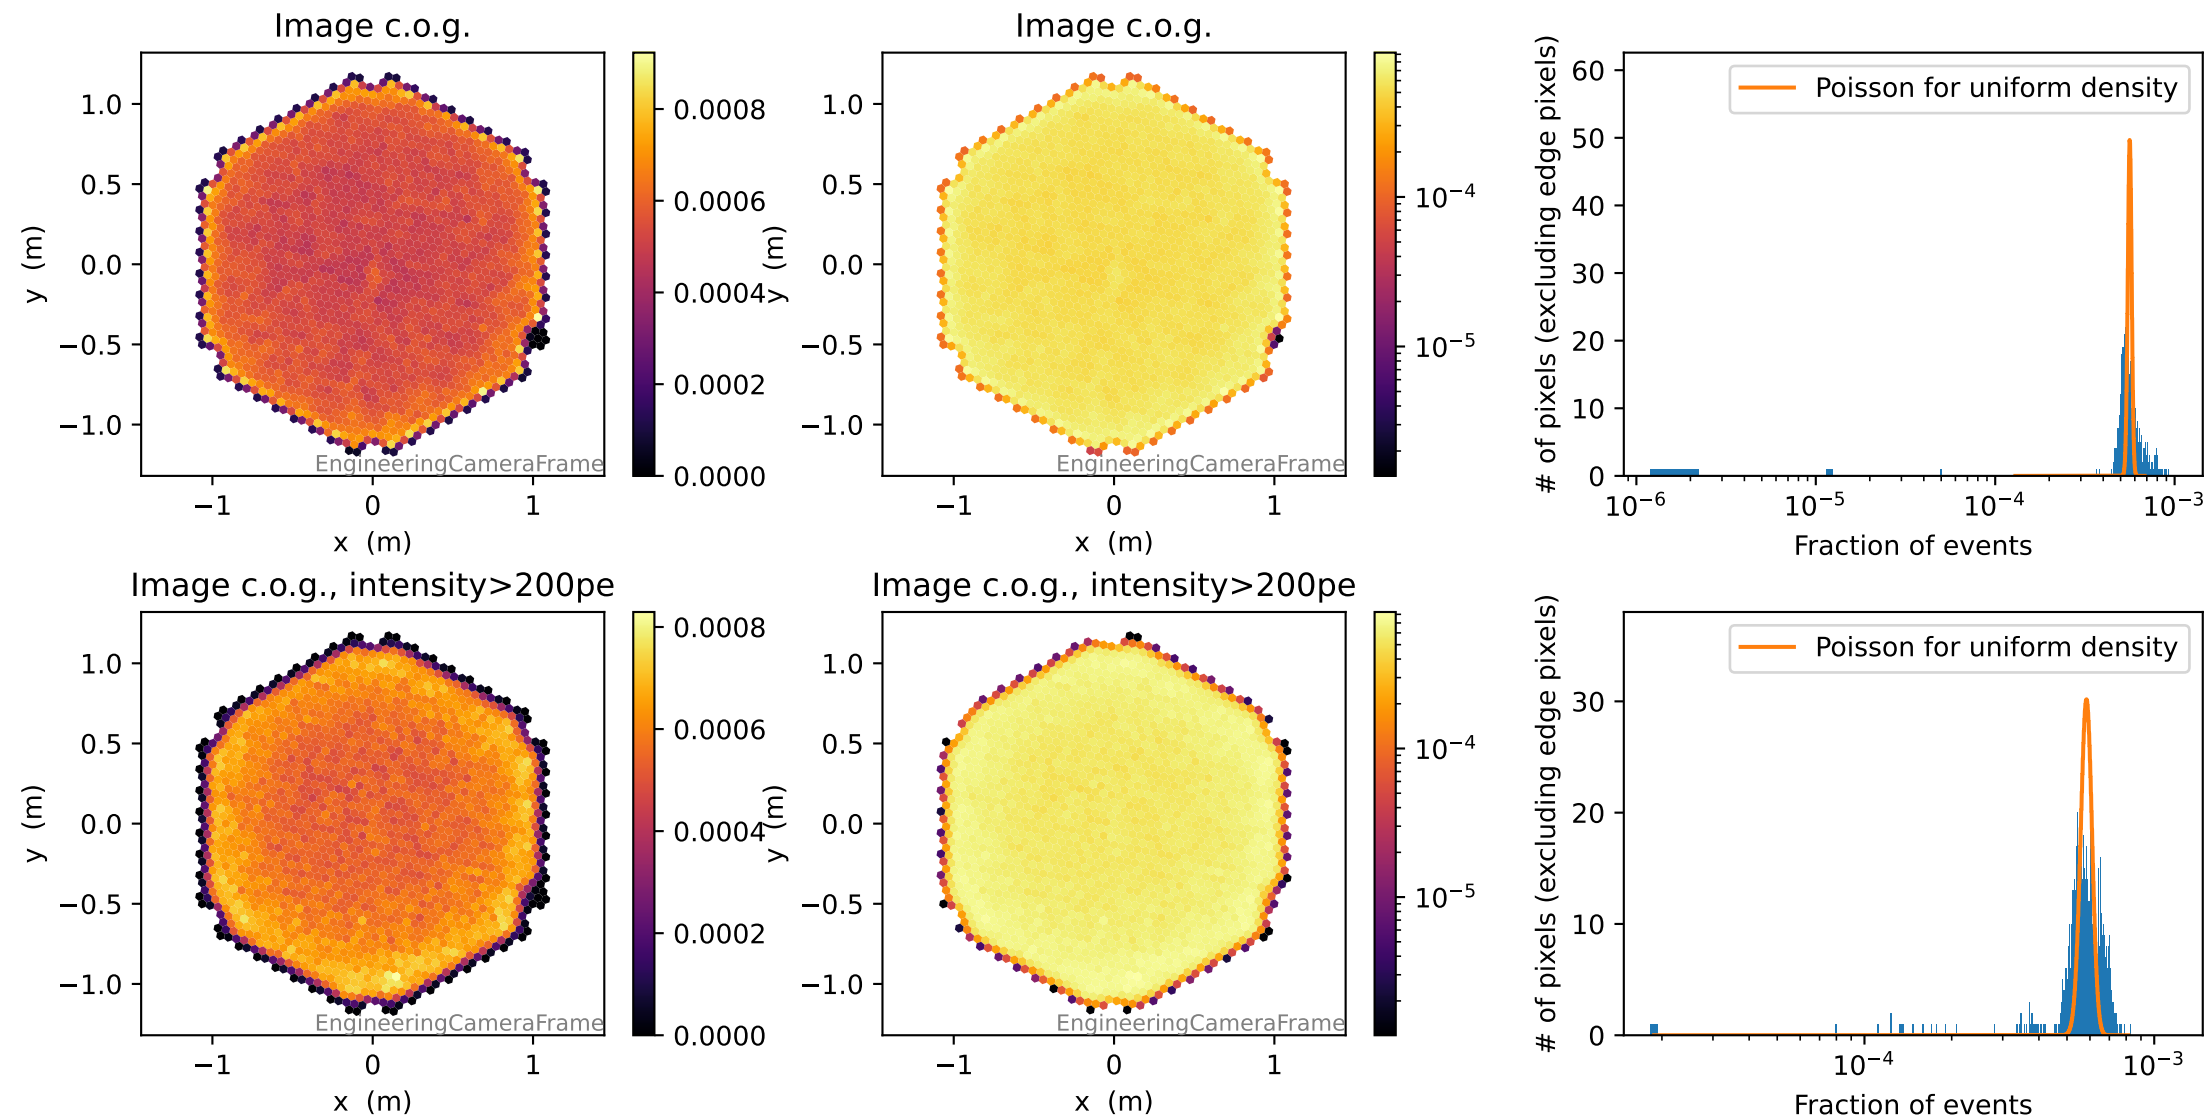 Image c.o.g.
1.0
0.5
0.0
−0.5
−1.0
y (m)
−1
0
1
x (m)
EngineeringCameraFrame
0.0008
0.0006
0.0004
0.0002
0.0000
Image c.o.g.
1.0
0.5
0.0
−0.5
−1.0
y (m)
−1
0
1
x (m)
EngineeringCameraFrame
10⁻⁴
10⁻⁵
60
50
40
30
20
10
0
# of pixels (excluding edge pixels)
Poisson for uniform density
10⁻⁶
10⁻⁵
10⁻⁴
10⁻³
Fraction of events
Image c.o.g., intensity>200pe
1.0
0.5
0.0
−0.5
−1.0
y (m)
−1
0
1
x (m)
EngineeringCameraFrame
0.0008
0.0006
0.0004
0.0002
0.0000
Image c.o.g., intensity>200pe
1.0
0.5
0.0
−0.5
−1.0
y (m)
−1
0
1
x (m)
EngineeringCameraFrame
10⁻⁴
10⁻⁵
30
20
10
0
# of pixels (excluding edge pixels)
Poisson for uniform density
10⁻⁴
10⁻³
Fraction of events